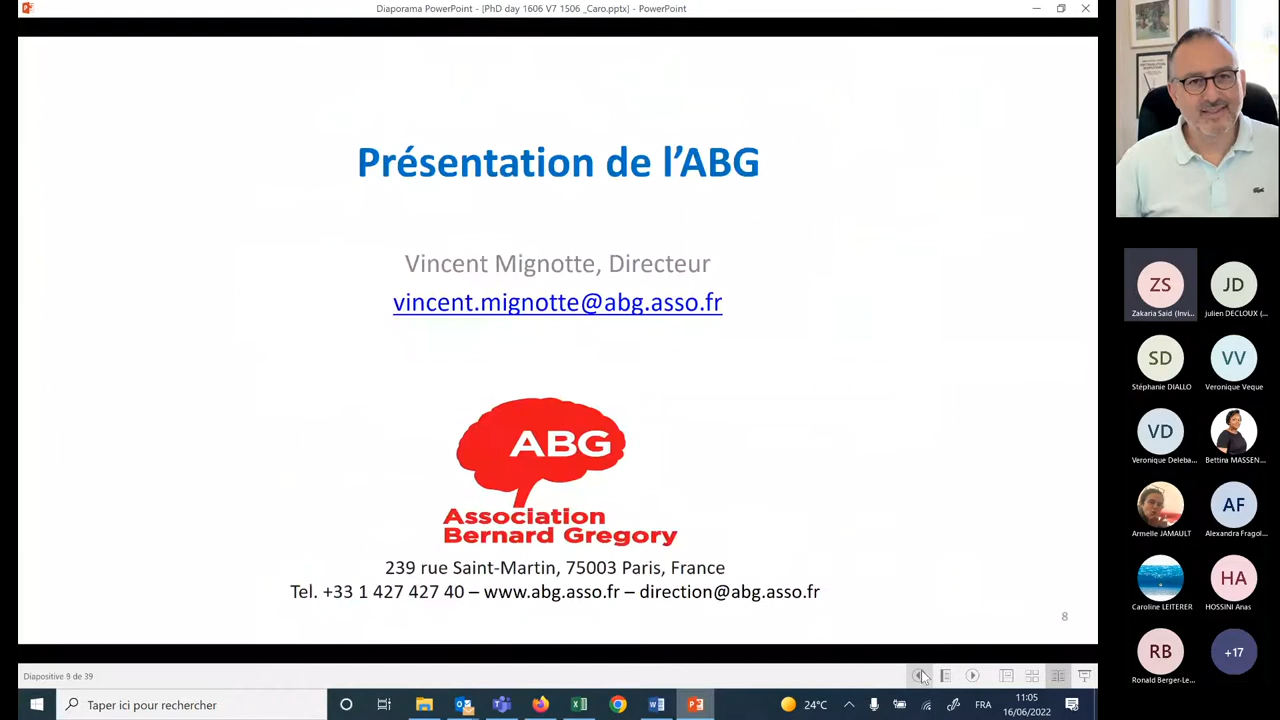 Diaporama PowerPoint - [PhD day 1606 V7 1506 _Caro.pptx] - PowerPoint
Présentation de l'ABG
Vincent Mignotte, Directeur
vincent.mignotte@abg.asso.fr
ABG
Association
Bernard Gregory
239 rue Saint-Martin, 75003 Paris, France
Tel. +33 1 427 427 40 – www.abg.asso.fr – direction@abg.asso.fr
8
Diapositive 9 de 39
Taper ici pour rechercher
24°C
FRA
11:05
16/06/2022
ZS
Zakaria Said (Invi...
JD
julien DECLOUX (...
SD
Stéphanie DIALLO
VV
Veronique Veque
VD
Veronique Deleba...
Bettina MASSEN...
Armelle JAMAULT
AF
Alexandra Fragol...
Caroline LEITERER
HA
HOSSINI Anas
RB
Ronald Berger-Le...
+17